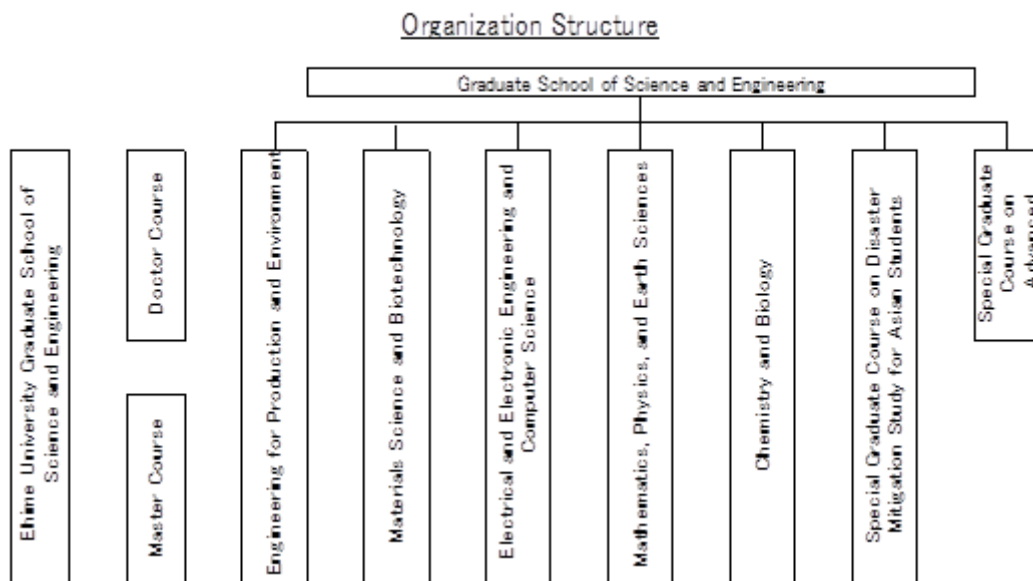 Organization Structure
Graduate School of Science and Engineering
Ehime University Graduate School of
Science and Engineering
Doctor Course
Master Course
Engineering for Production and Environment
Materials Science and Biotechnology
Electrical and Electronic Engineering and
Computer Science
Mathematics, Physics, and Earth Sciences
Chemistry and Biology
Special Graduate Course on Disaster
Mitigation Study for Asian Students
Special Graduate
Course on
Advanced